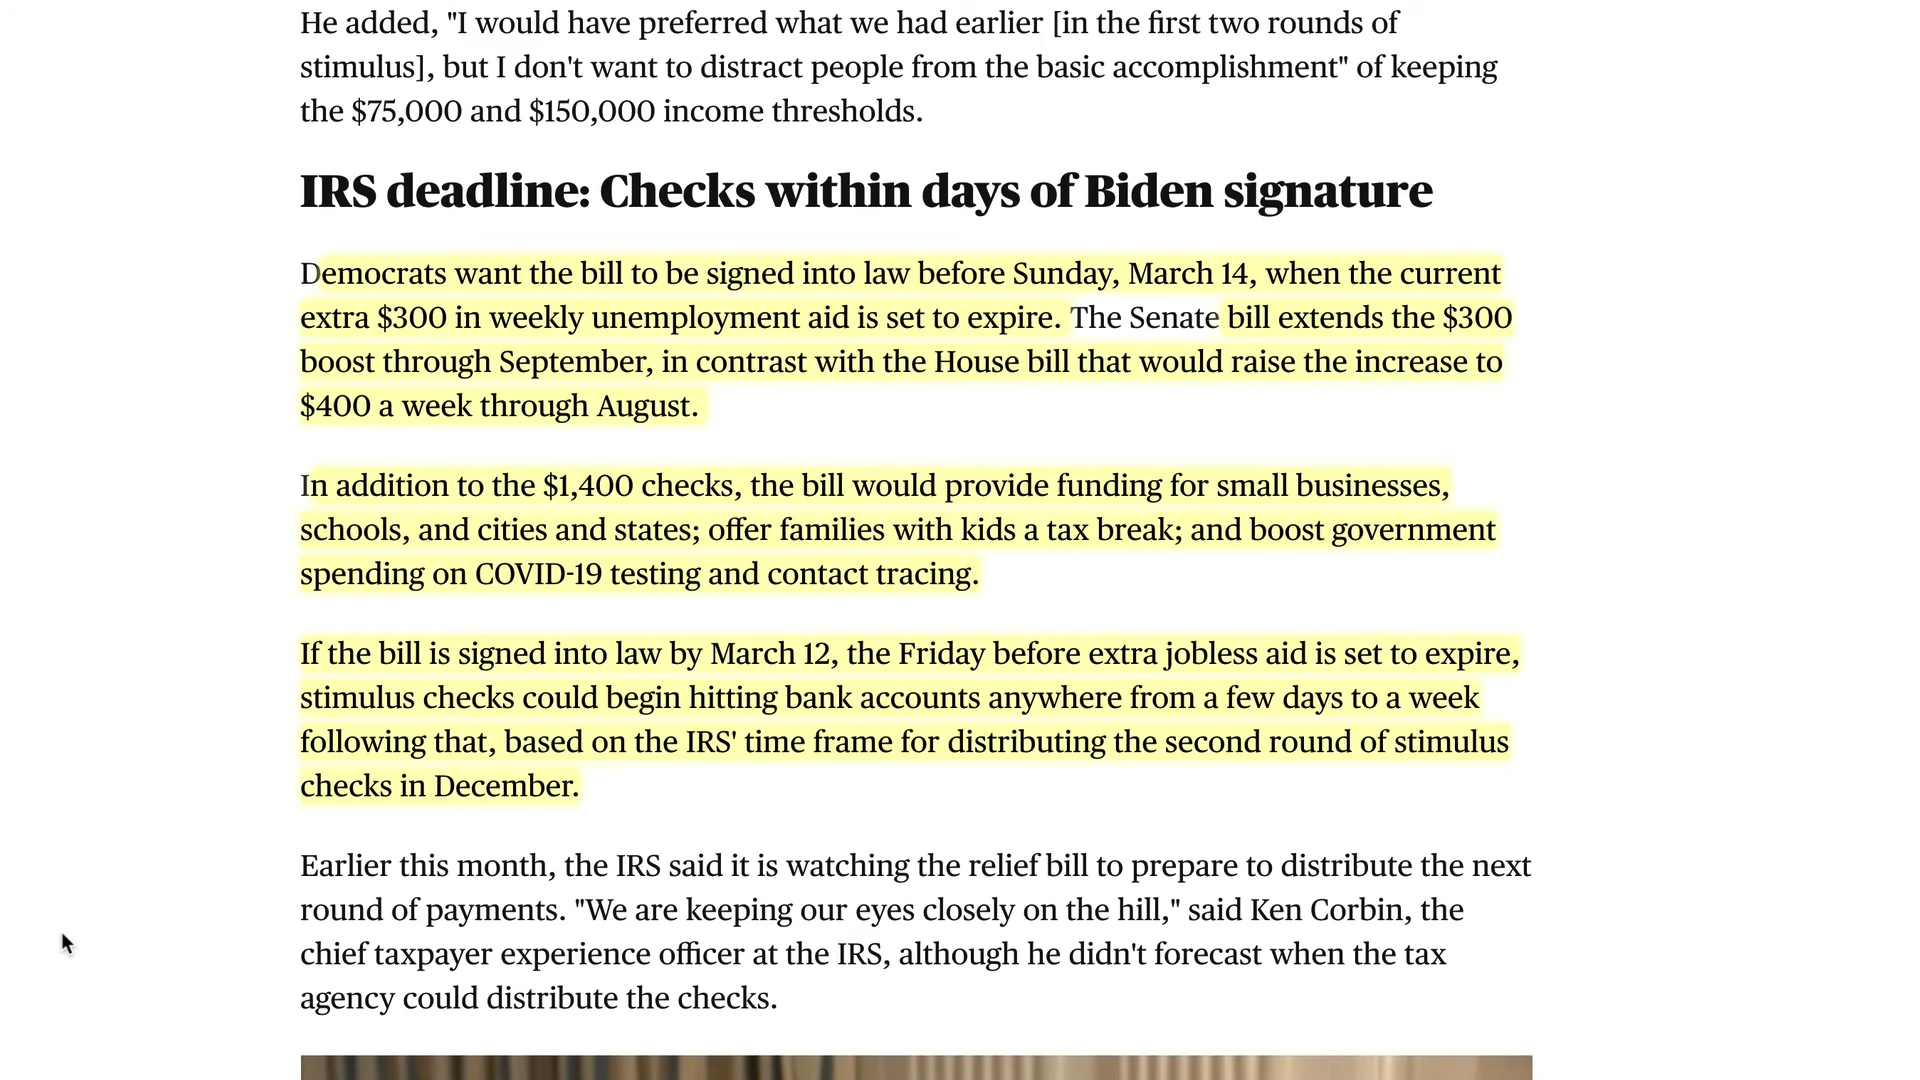 He added, "I would have preferred what we had earlier [in the first two rounds of
stimulus], but I don't want to distract people from the basic accomplishment" of keeping
the $75,000 and $150,000 income thresholds.
IRS deadline: Checks within days of Biden signature
Democrats want the bill to be signed into law before Sunday, March 14, when the current
extra $300 in weekly unemployment aid is set to expire. The Senate bill extends the $300
boost through September, in contrast with the House bill that would raise the increase to
$400 a week through August.
In addition to the $1,400 checks, the bill would provide funding for small businesses,
schools, and cities and states; offer families with kids a tax break; and boost government
spending on COVID-19 testing and contact tracing.
If the bill is signed into law by March 12, the Friday before extra jobless aid is set to expire,
stimulus checks could begin hitting bank accounts anywhere from a few days to a week
following that, based on the IRS' time frame for distributing the second round of stimulus
checks in December.
Earlier this month, the IRS said it is watching the relief bill to prepare to distribute the next
round of payments. "We are keeping our eyes closely on the hill," said Ken Corbin, the
chief taxpayer experience officer at the IRS, although he didn't forecast when the tax
agency could distribute the checks.